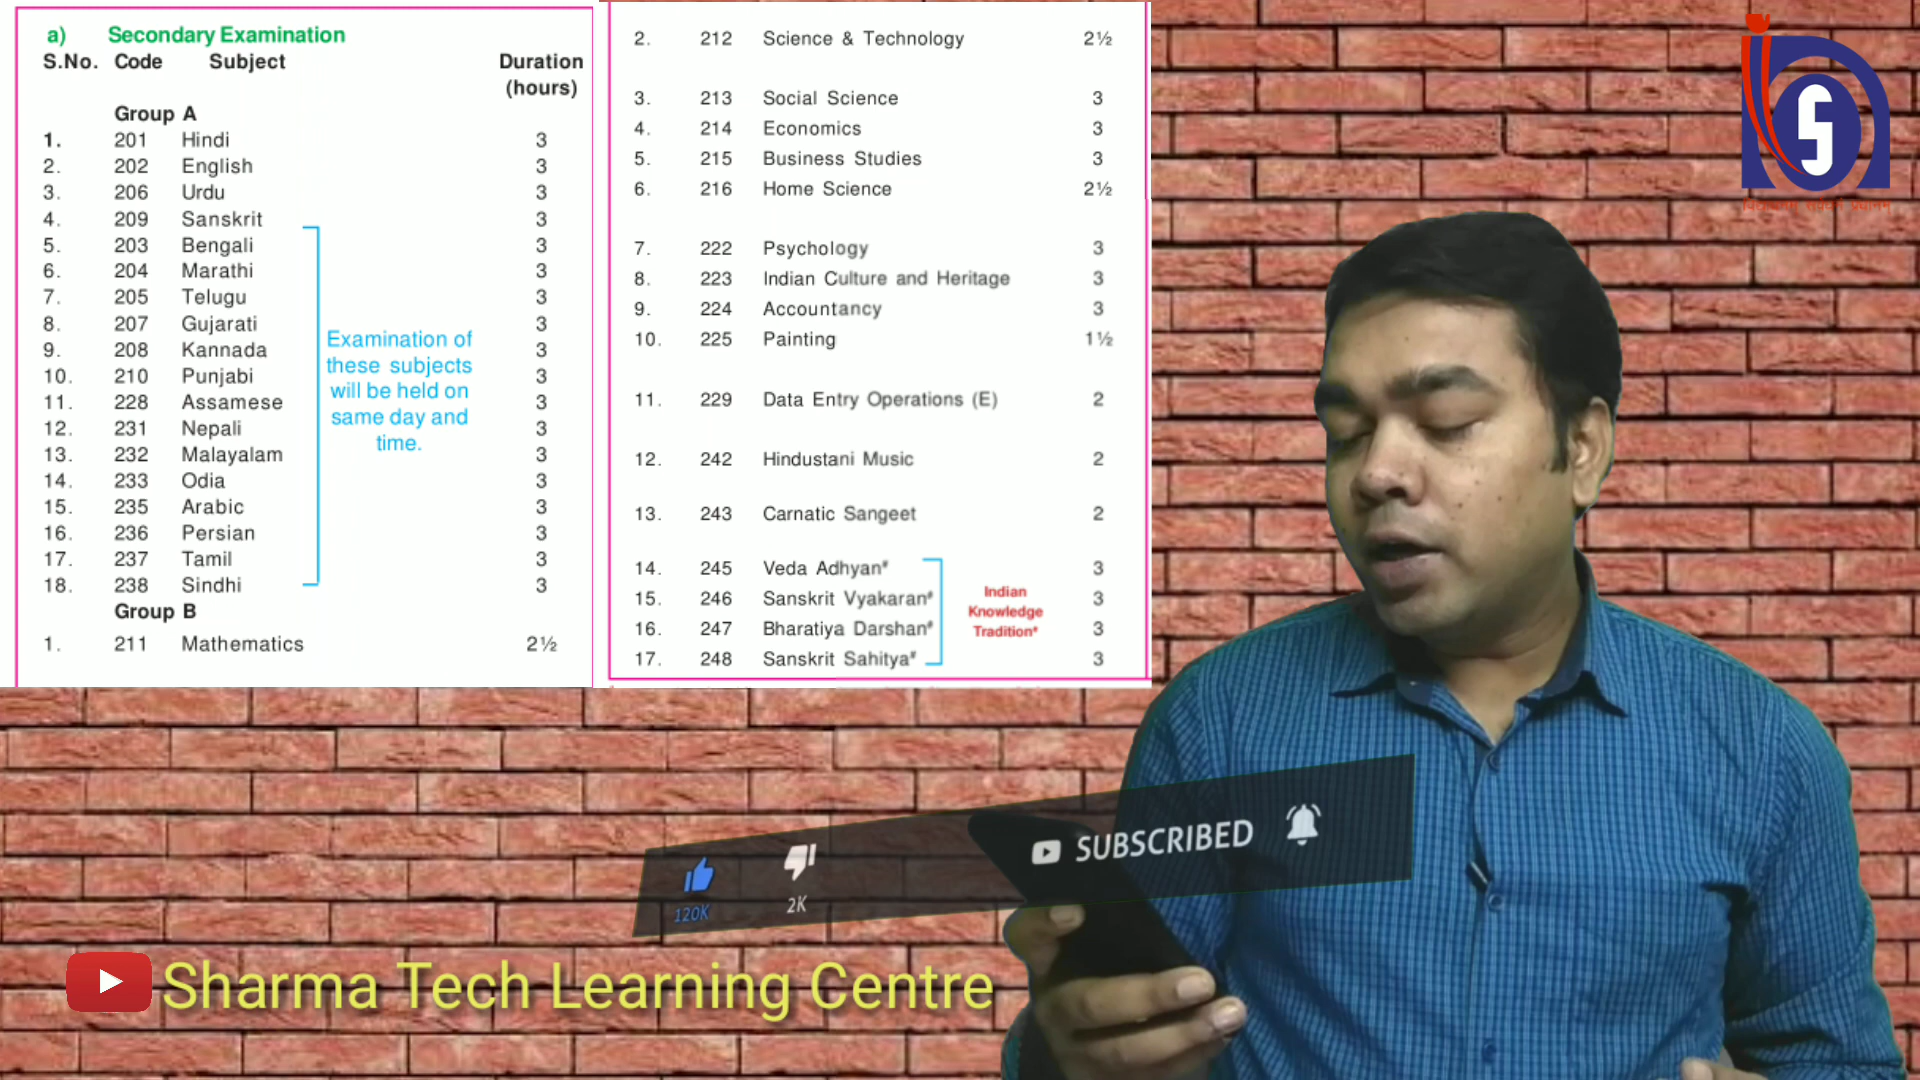 a) Secondary Examination
S.No. Code Subject Duration
(hours)
Group A
1. 201 Hindi 3
2. 202 English 3
3. 206 Urdu 3
4. 209 Sanskrit 3
5. 203 Bengali 3
6. 204 Marathi 3
7. 205 Telugu 3
8. 207 Gujarati 3
9. 208 Kannada 3
10. 210 Punjabi 3
11. 228 Assamese 3
12. 231 Nepali 3
13. 232 Malayalam 3
14. 233 Odia 3
15. 235 Arabic 3
16. 236 Persian 3
17. 237 Tamil 3
18. 238 Sindhi 3
Examination of
these subjects
will be held on
same day and
time.
Group B
1. 211 Mathematics 2½
2. 212 Science & Technology 2½
3. 213 Social Science 3
4. 214 Economics 3
5. 215 Business Studies 3
6. 216 Home Science 2½
7. 222 Psychology 3
8. 223 Indian Culture and Heritage 3
9. 224 Accountancy 3
10. 225 Painting 1½
11. 229 Data Entry Operations (E) 2
12. 242 Hindustani Music 2
13. 243 Carnatic Sangeet 2
14. 245 Veda Adhyan# 3
15. 246 Sanskrit Vyakaran# 3
16. 247 Bharatiya Darshan# 3
17. 248 Sanskrit Sahitya# 3
Indian
Knowledge
Tradition*
120K
2K
SUBSCRIBED
Sharma Tech Learning Centre